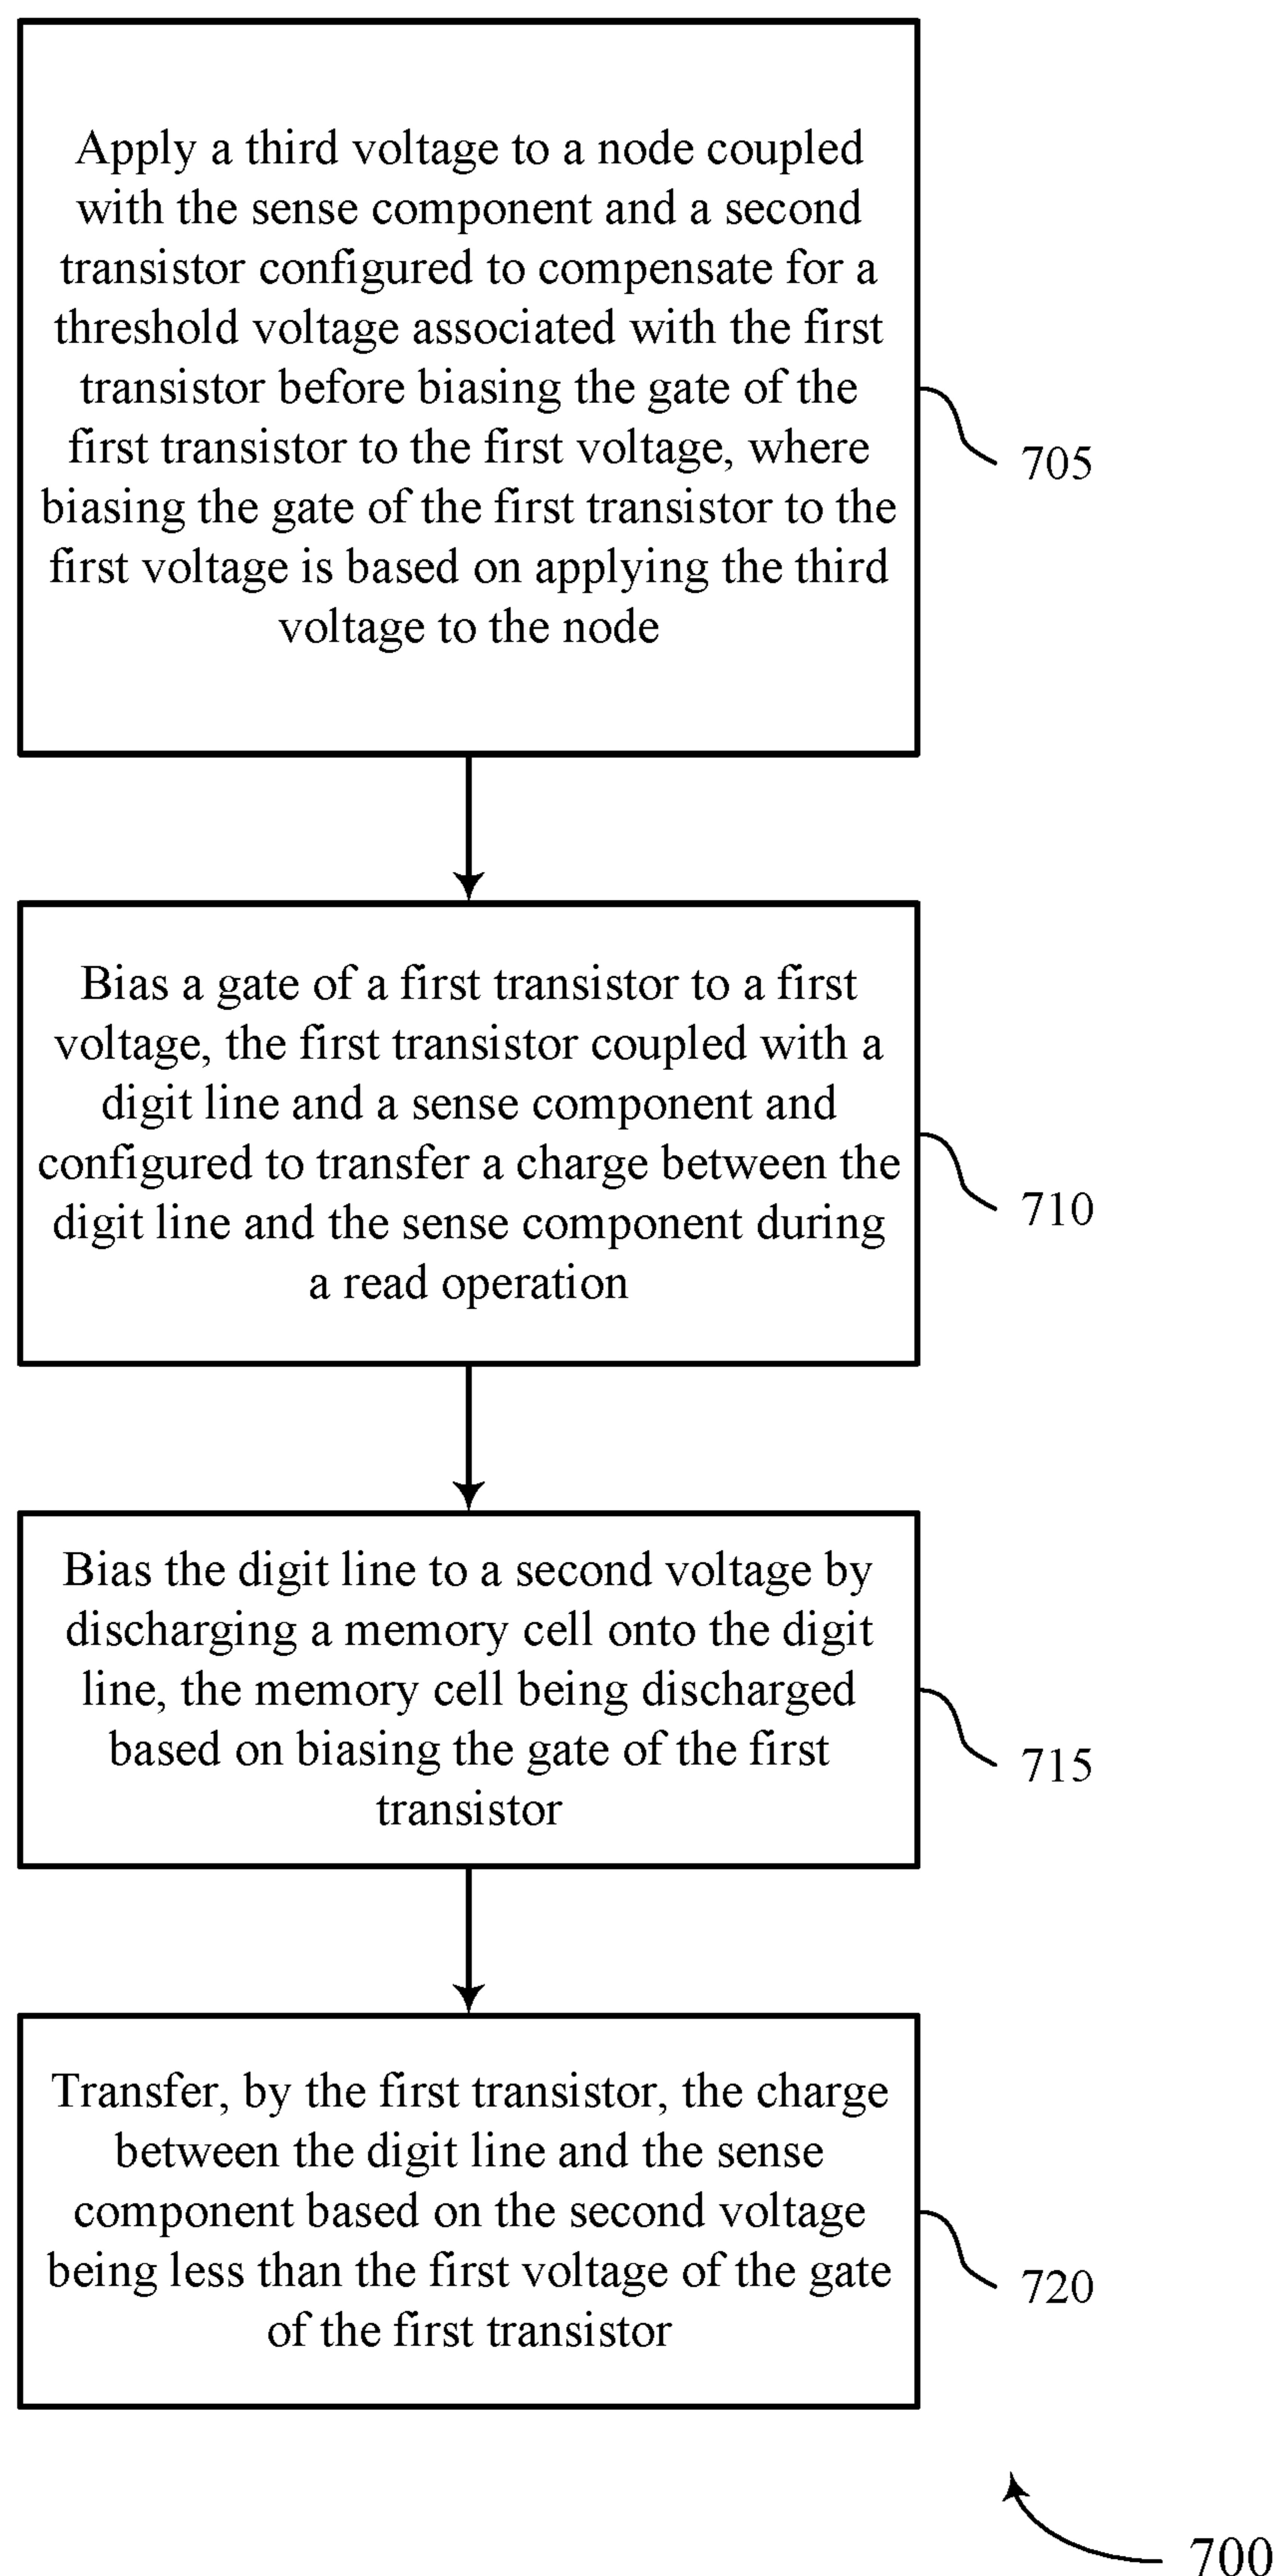 Apply a third voltage to a node coupled
with the sense component and a second
transistor configured to compensate for a
threshold voltage associated with the first
transistor before biasing the gate of the
first transistor to the first voltage, where
biasing the gate of the first transistor to the
first voltage is based on applying the third
voltage to the node
705
Bias a gate of a first transistor to a first
voltage, the first transistor coupled with a
digit line and a sense component and
configured to transfer a charge between the
digit line and the sense component during
a read operation
710
Bias the digit line to a second voltage by
discharging a memory cell onto the digit
line, the memory cell being discharged
based on biasing the gate of the first
transistor
715
Transfer, by the first transistor, the charge
between the digit line and the sense
component based on the second voltage
being less than the first voltage of the gate
of the first transistor
720
700